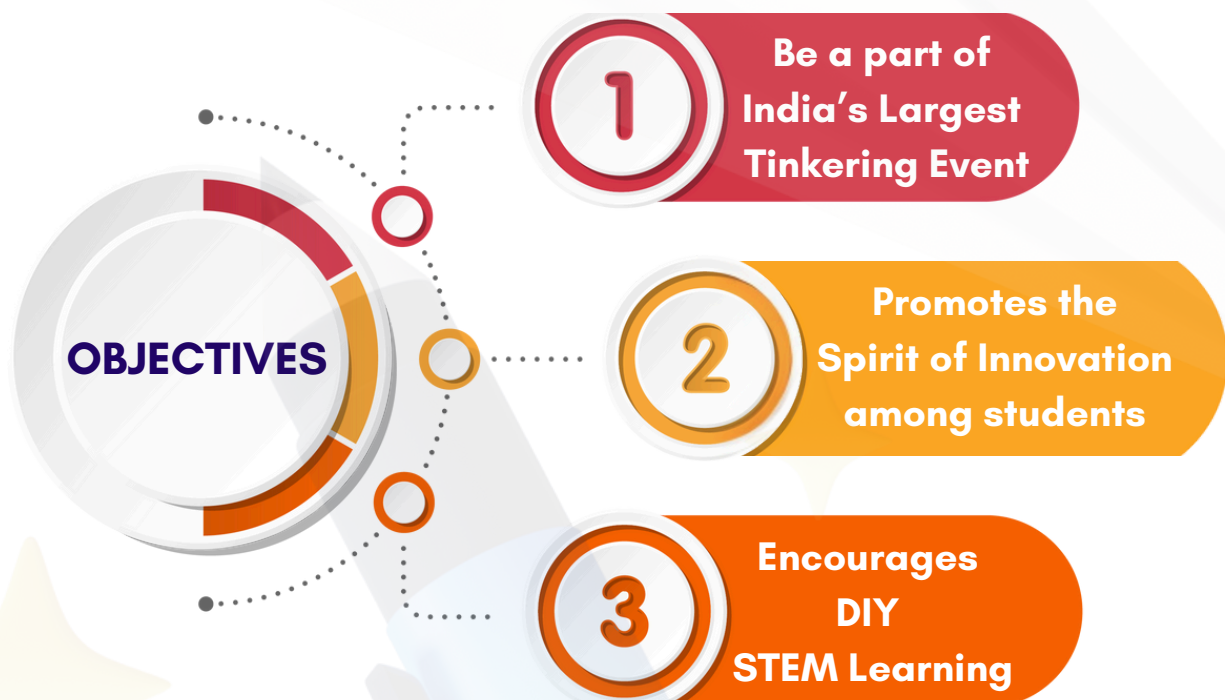 OBJECTIVES
1
Be a part of
India’s Largest
Tinkering Event
2
Promotes the
Spirit of Innovation
among students
3
Encourages
DIY
STEM Learning